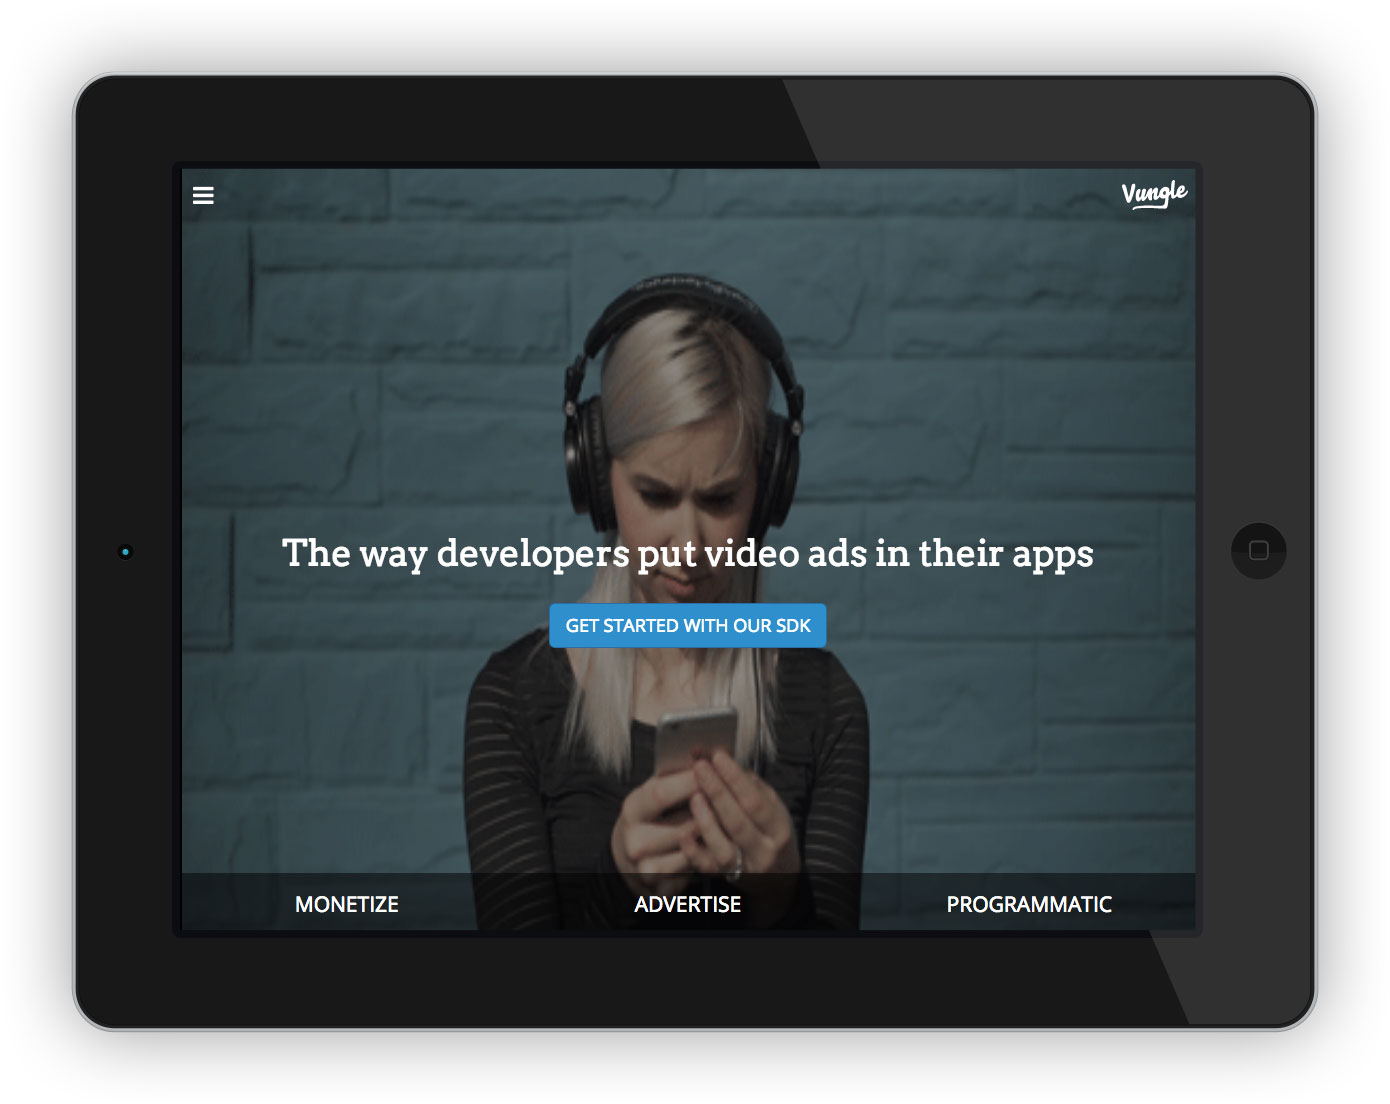 Vungle
The way developers put video ads in their apps
GET STARTED WITH OUR SDK
MONETIZE ADVERTISE PROGRAMMATIC